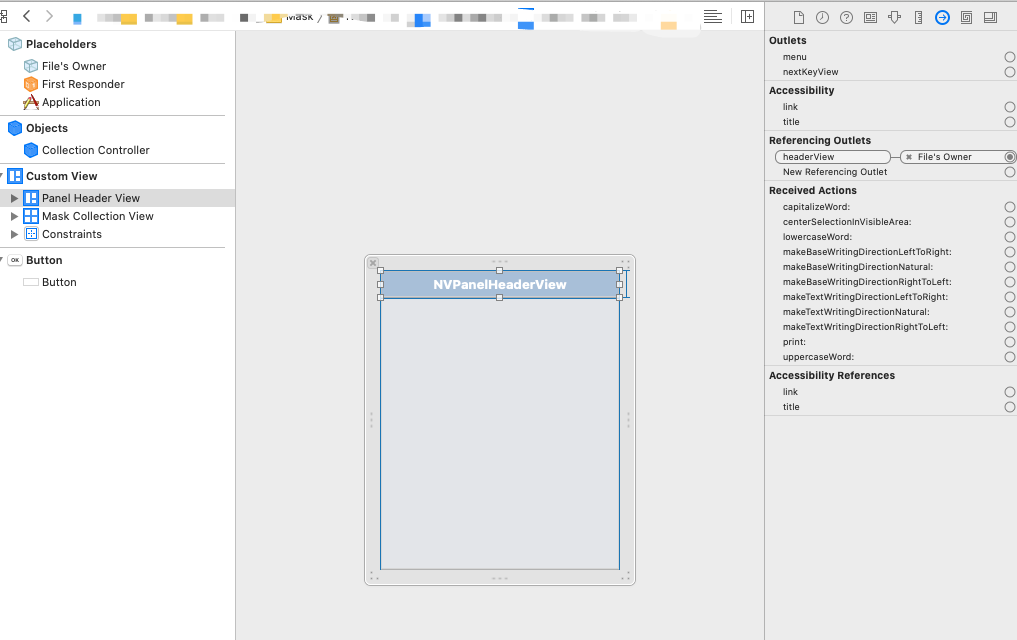 Mask
Placeholders
File's Owner
First Responder
Application
Objects
Collection Controller
Custom View
Panel Header View
Mask Collection View
Constraints
OK Button
Button
NVPanelHeaderView
Outlets
menu
nextKeyView
Accessibility
link
title
Referencing Outlets
headerView File's Owner
New Referencing Outlet
Received Actions
capitalizeWord:
centerSelectionInVisibleArea:
lowercaseWord:
makeBaseWritingDirectionLeftToRight:
makeBaseWritingDirectionNatural:
makeBaseWritingDirectionRightToLeft:
makeTextWritingDirectionLeftToRight:
makeTextWritingDirectionNatural:
makeTextWritingDirectionRightToLeft:
print:
uppercaseWord:
Accessibility References
link
title